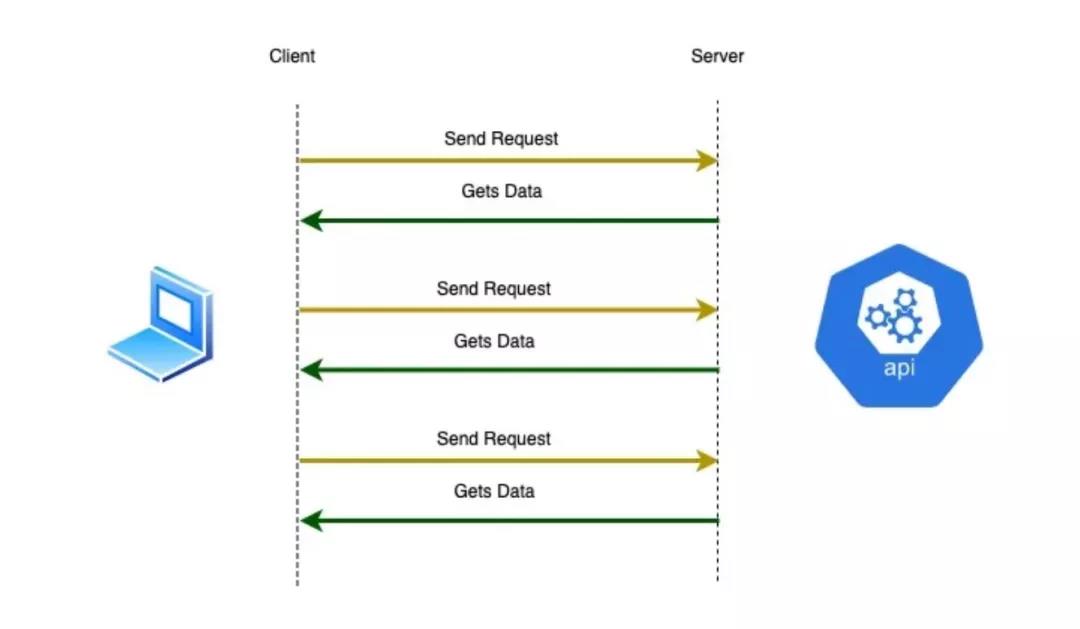 Client
Server
Send Request
Gets Data
Send Request
Gets Data
Send Request
Gets Data
api